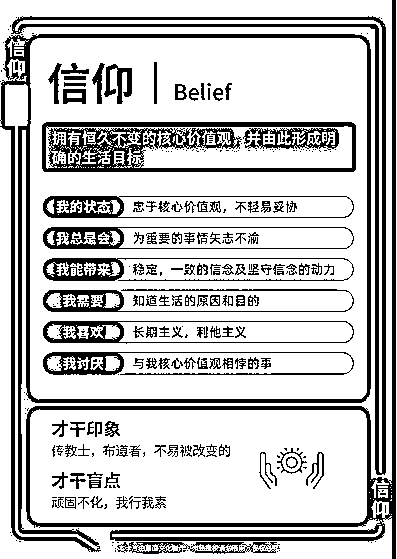 信仰
信仰 | Belief
拥有恒久不变的核心价值观，并由此形成明
确的生活目标
我的状态 忠于核心价值观，不轻易妥协
我总是会 为重要的事情矢志不渝
我能带来 稳定，一致的信念及坚守信念的动力
我需要 知道生活的原因和目的
我喜欢 长期主义，利他主义
我讨厌 与我核心价值观相悖的事
才干印象
传教士，布道者，不易被改变的
才干盲点
顽固不化，我行我素
信仰